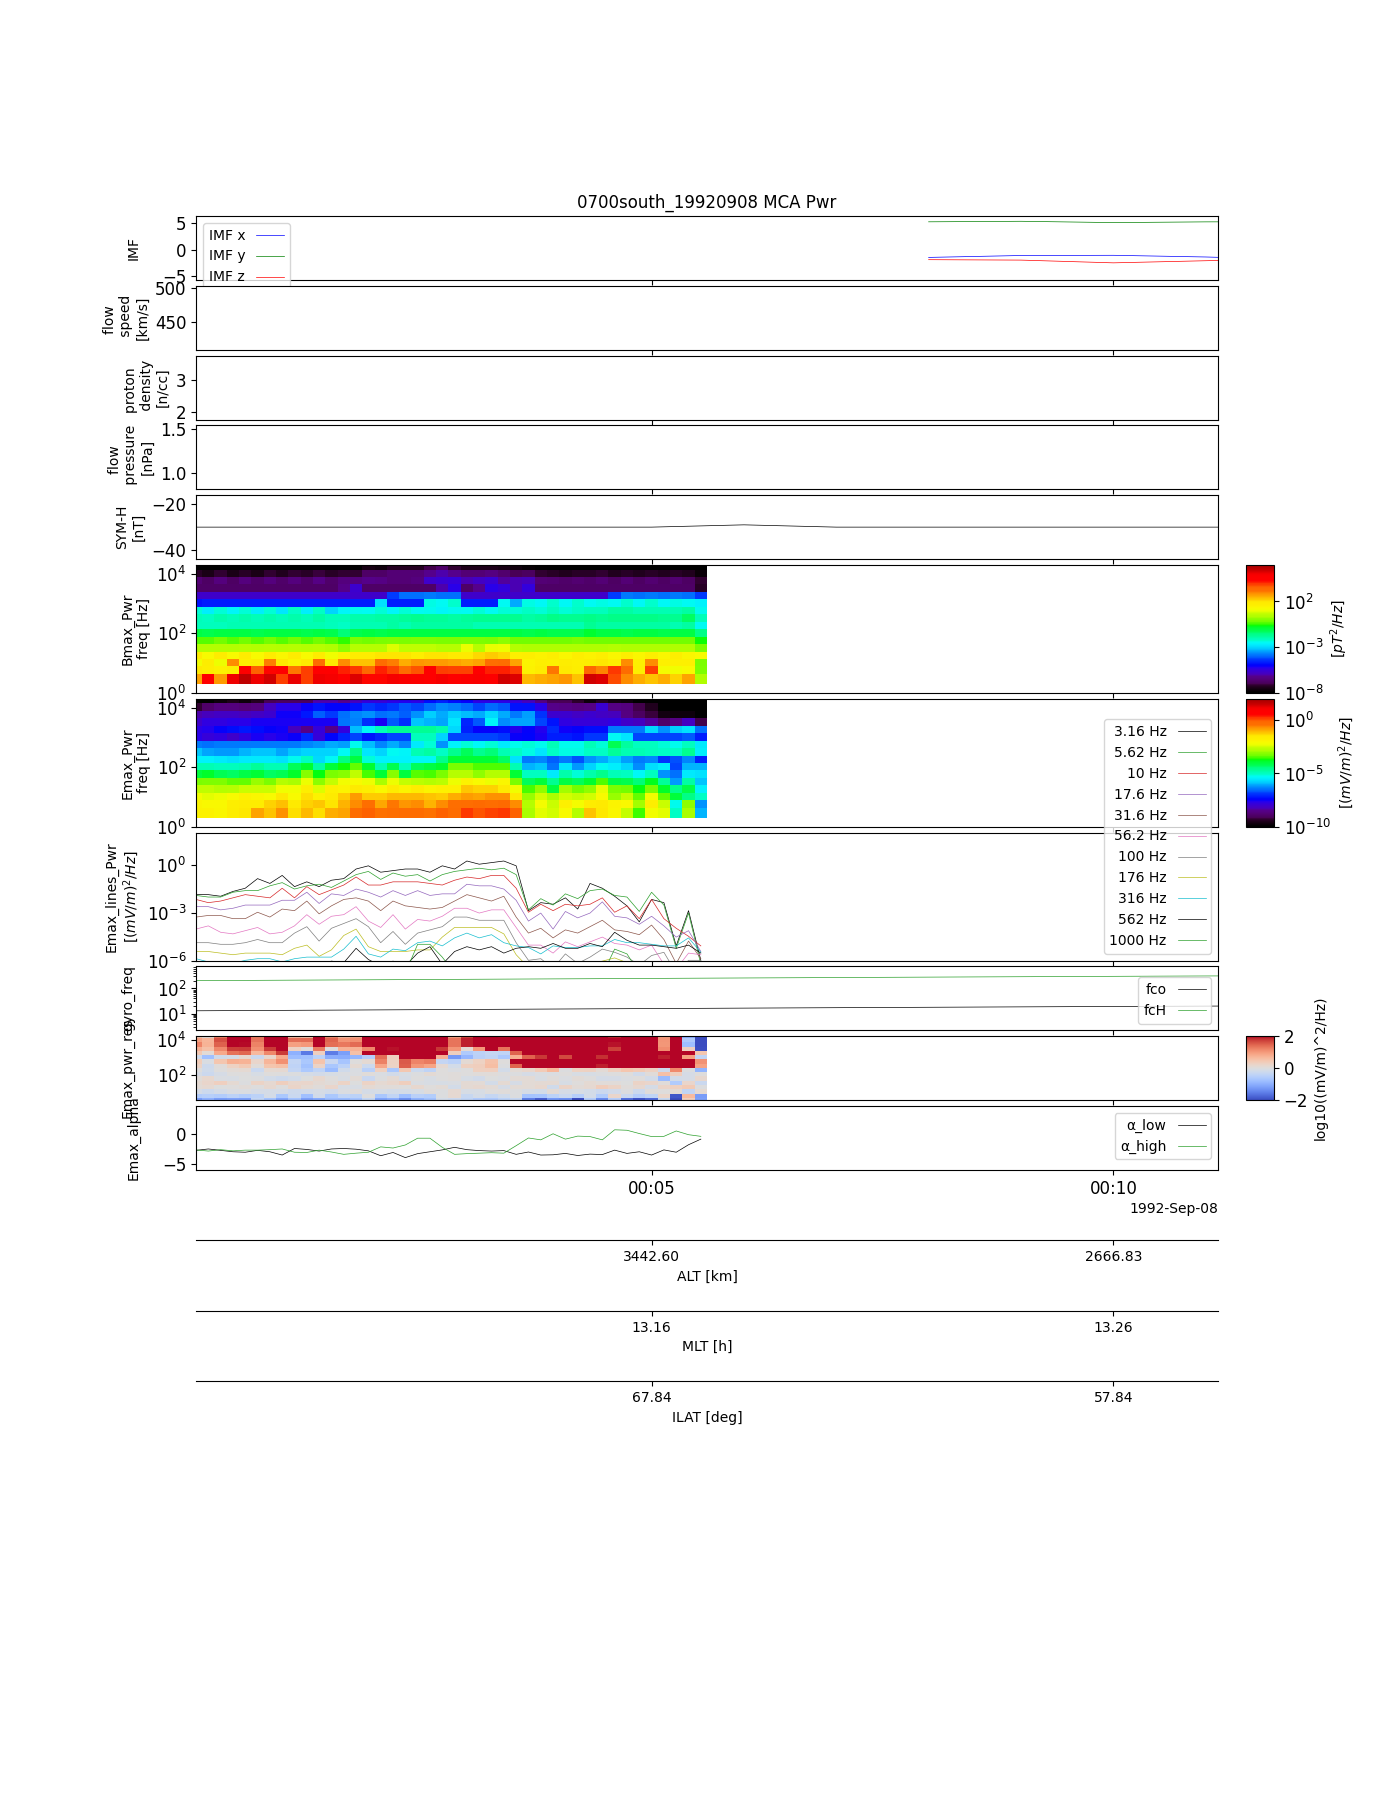 0700south_19920908 MCA Pwr
IMF
5
0
−5
IMF x
IMF y
IMF z
flow
speed
[km/s]
500
450
proton
density
[n/cc]
3
2
flow
pressure
[nPa]
1.5
1.0
SYM-H
[nT]
−20
−40
Bmax_Pwr
freq [Hz]
10^4
10^2
10^0
10^2
10^−3
10^−8
[pT^2/Hz]
Emax_Pwr
freq [Hz]
10^4
10^2
10^0
10^0
10^−5
10^−10
[(mV/m)^2/Hz]
3.16 Hz
5.62 Hz
10 Hz
17.6 Hz
31.6 Hz
56.2 Hz
100 Hz
176 Hz
316 Hz
562 Hz
1000 Hz
Emax_lines_Pwr
[(mV/m)^2/Hz]
10^0
10^−3
10^−6
gyro_freq
10^2
10^1
fco
fcH
Emax_pwr_res
10^4
10^2
2
0
−2
log10((mV/m)^2/Hz)
Emax_alpha
0
−5
α_low
α_high
00:05
00:10
1992-Sep-08
3442.60
2666.83
ALT [km]
13.16
13.26
MLT [h]
67.84
57.84
ILAT [deg]